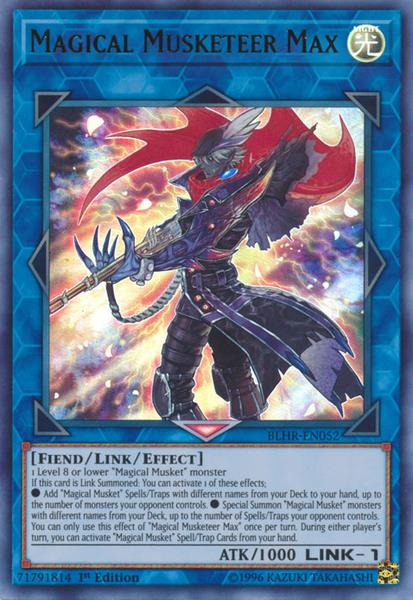 MAGICAL MUSKETEER MAX
LIGHT
光
BLHR-EN052
[FIEND/LINK/EFFECT]
1 Level 8 or lower "Magical Musket" monster
If this card is Link Summoned: You can activate 1 of these effects;
● Add "Magical Musket" Spells/Traps with different names from your Deck to your hand, up
to the number of monsters your opponent controls. ● Special Summon "Magical Musket" monsters
with different names from your Deck, up to the number of Spells/Traps your opponent controls.
You can only use this effect of "Magical Musketeer Max" once per turn. During either player's
turn, you can activate "Magical Musket" Spell/Trap Cards from your hand.
ATK/1000 LINK-1
71791814 1st Edition ©1996 KAZUKI TAKAHASHI